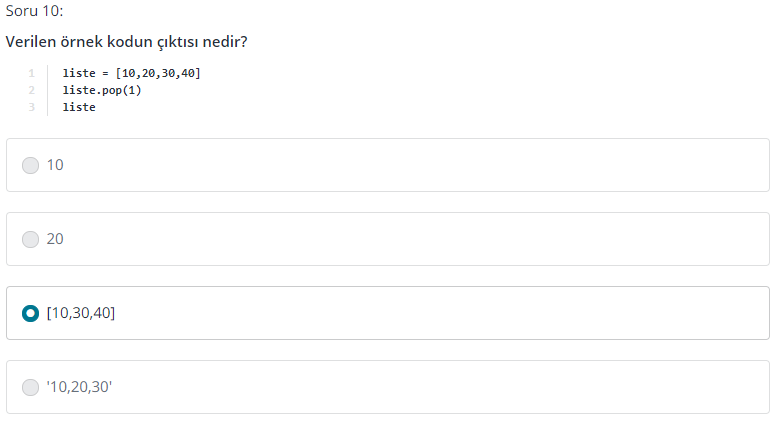 Soru 10:
Verilen örnek kodun çıktısı nedir?
1 liste = [10,20,30,40]
2 liste.pop(1)
3 liste
10
20
[10,30,40]
'10,20,30'